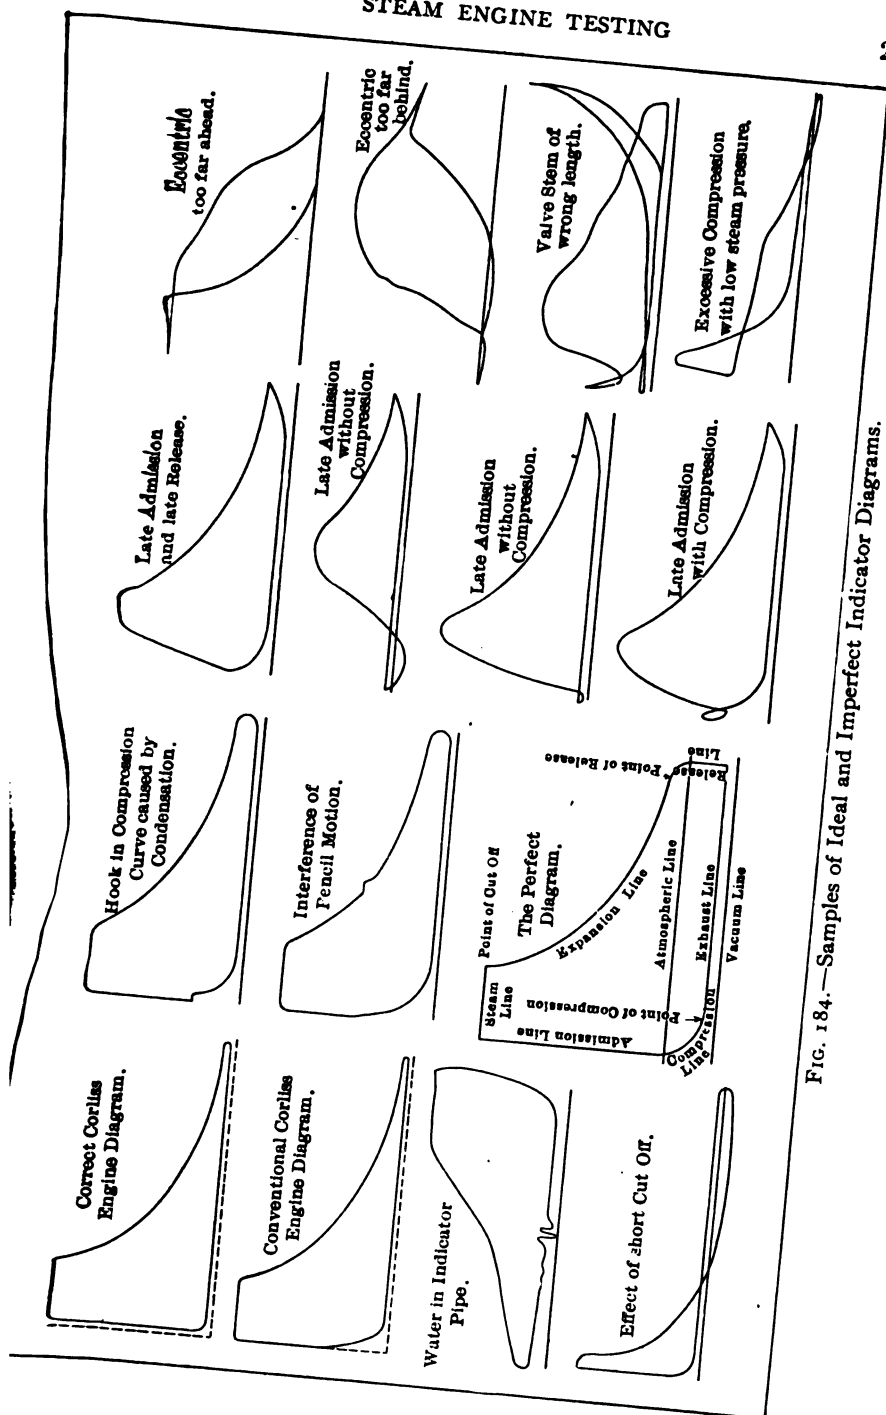 STEAM ENGINE TESTING
2
Correct Corliss
Engine Diagram.
Conventional Corliss
Engine Diagram.
Water in Indicator
Pipe.
Effect of short Cut Off.
Hook in Compression
Curve caused by
Condensation.
Interference of
Pencil Motion.
The Perfect
Diagram.
Point of Cut Off
Steam
Line
Expansion Line
Admission Line
Point of Compression
Compression
Line
Atmospheric Line
Exhaust Line
Vacuum Line
Point of Release
Release
Line
Late Admission
and late Release.
Late Admission
without
Compression.
Late Admission
without
Compression.
Late Admission
with Compression.
Eccentric
too far ahead.
Eccentric
too far
behind.
Valve Stem of
wrong length.
Excessive Compression
with low steam pressure.
FIG. 184.—Samples of Ideal and Imperfect Indicator Diagrams.